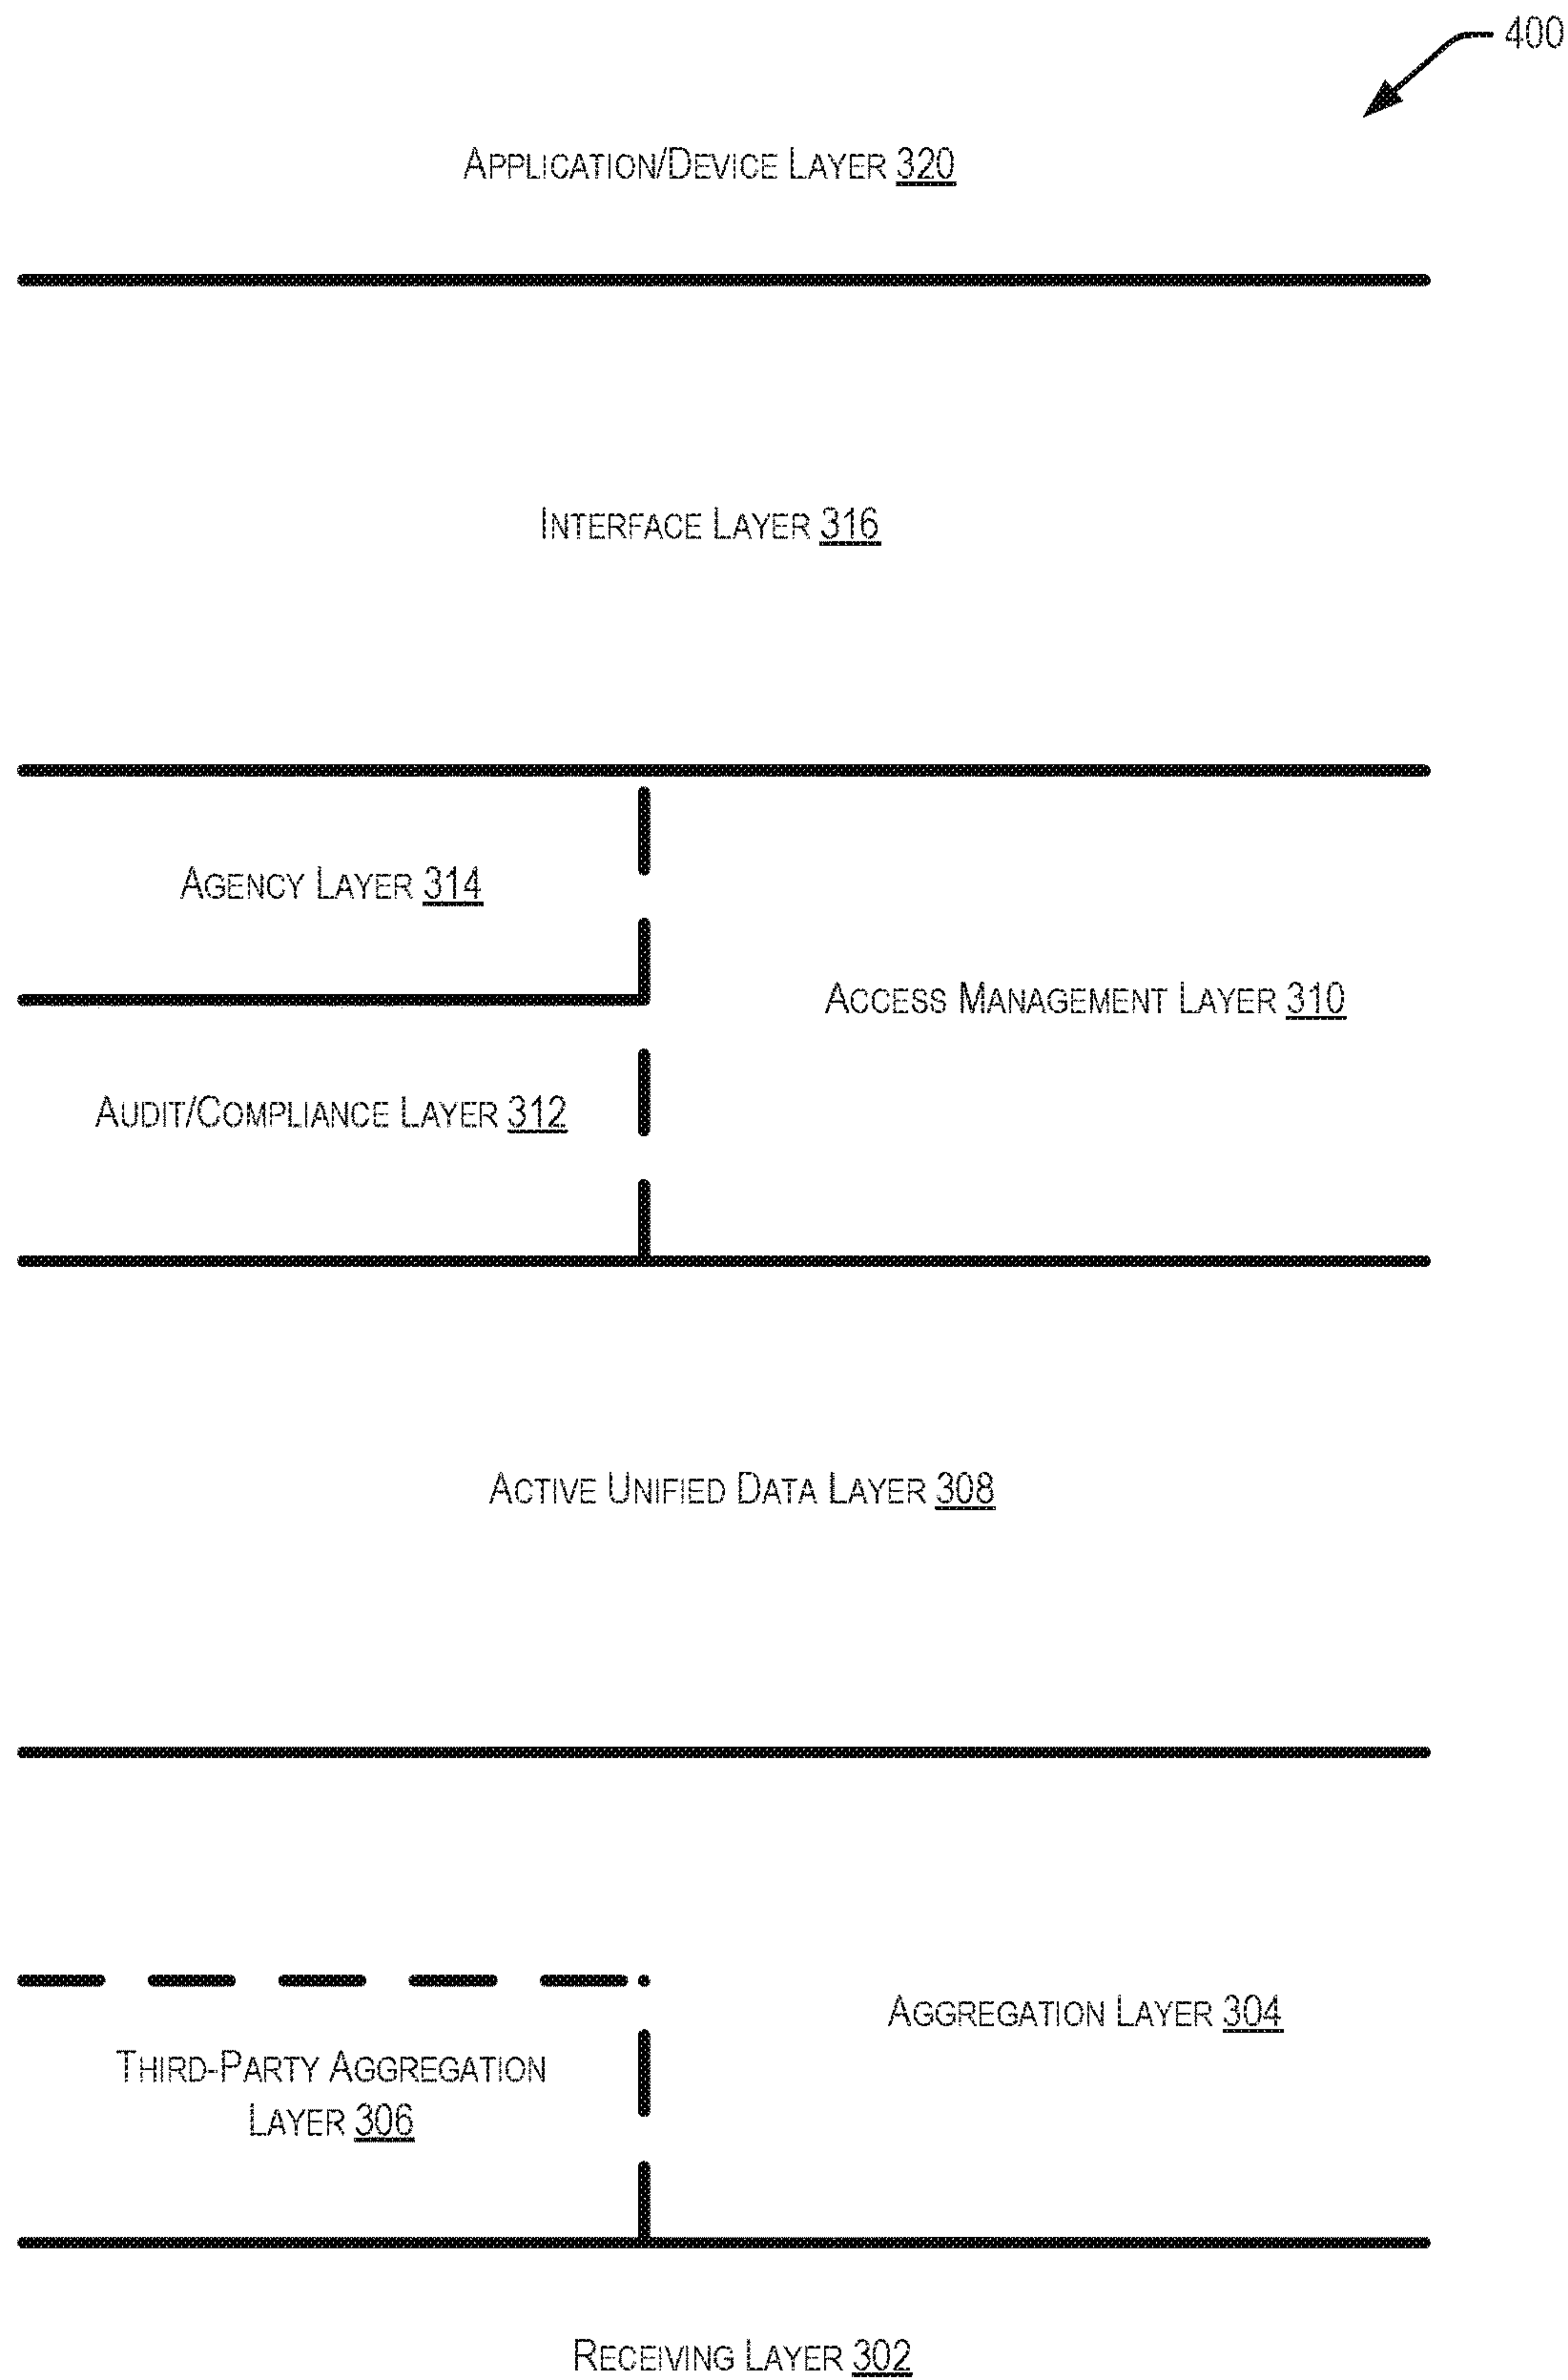 400
APPLICATION/DEVICE LAYER 320
INTERFACE LAYER 316
AGENCY LAYER 314
ACCESS MANAGEMENT LAYER 310
AUDIT/COMPLIANCE LAYER 312
ACTIVE UNIFIED DATA LAYER 308
AGGREGATION LAYER 304
THIRD-PARTY AGGREGATION
LAYER 306
RECEIVING LAYER 302